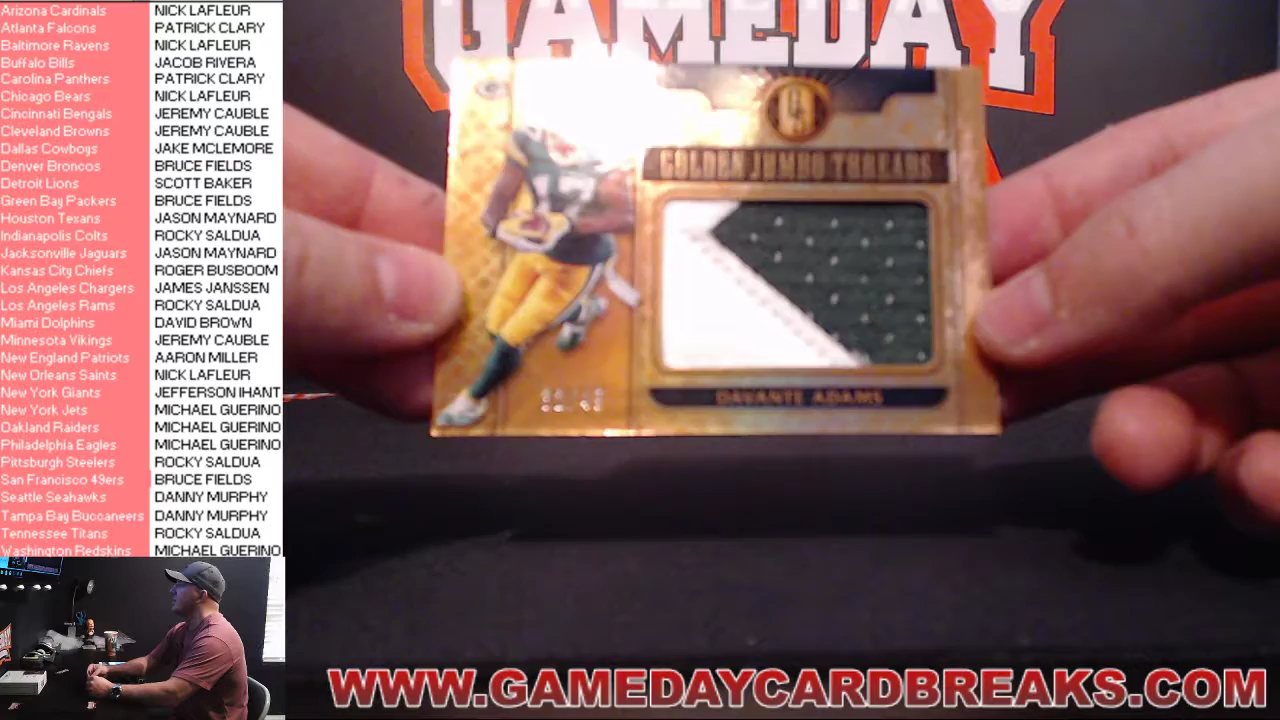 Arizona Cardinals NICK LAFLEUR
Atlanta Falcons PATRICK CLARY
Baltimore Ravens NICK LAFLEUR
Buffalo Bills JACOB RIVERA
Carolina Panthers PATRICK CLARY
Chicago Bears NICK LAFLEUR
Cincinnati Bengals JEREMY CAUBLE
Cleveland Browns JEREMY CAUBLE
Dallas Cowboys JAKE MCLEMORE
Denver Broncos BRUCE FIELDS
Detroit Lions SCOTT BAKER
Green Bay Packers BRUCE FIELDS
Houston Texans JASON MAYNARD
Indianapolis Colts ROCKY SALDUA
Jacksonville Jaguars JASON MAYNARD
Kansas City Chiefs ROGER BUSBOOM
Los Angeles Chargers JAMES JANSSEN
Los Angeles Rams ROCKY SALDUA
Miami Dolphins DAVID BROWN
Minnesota Vikings JEREMY CAUBLE
New England Patriots AARON MILLER
New Orleans Saints NICK LAFLEUR
New York Giants JEFFERSON IHANT
New York Jets MICHAEL GUERINO
Oakland Raiders MICHAEL GUERINO
Philadelphia Eagles MICHAEL GUERINO
Pittsburgh Steelers ROCKY SALDUA
San Francisco 49ers BRUCE FIELDS
Seattle Seahawks DANNY MURPHY
Tampa Bay Buccaneers DANNY MURPHY
Tennessee Titans ROCKY SALDUA
Washington Redskins MICHAEL GUERINO
GAMEDAY
GOLDEN JUMBO THREADS
17
DAVANTE ADAMS
WWW.GAMEDAYCARDBREAKS.COM